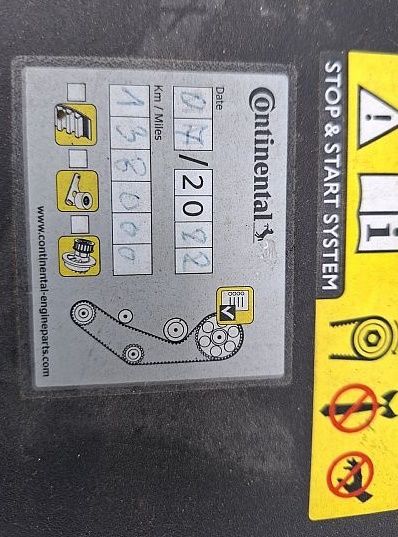 Continental
Date
07/2022
Km / Miles
138000
www.continental-engineparts.com
STOP & START SYSTEM